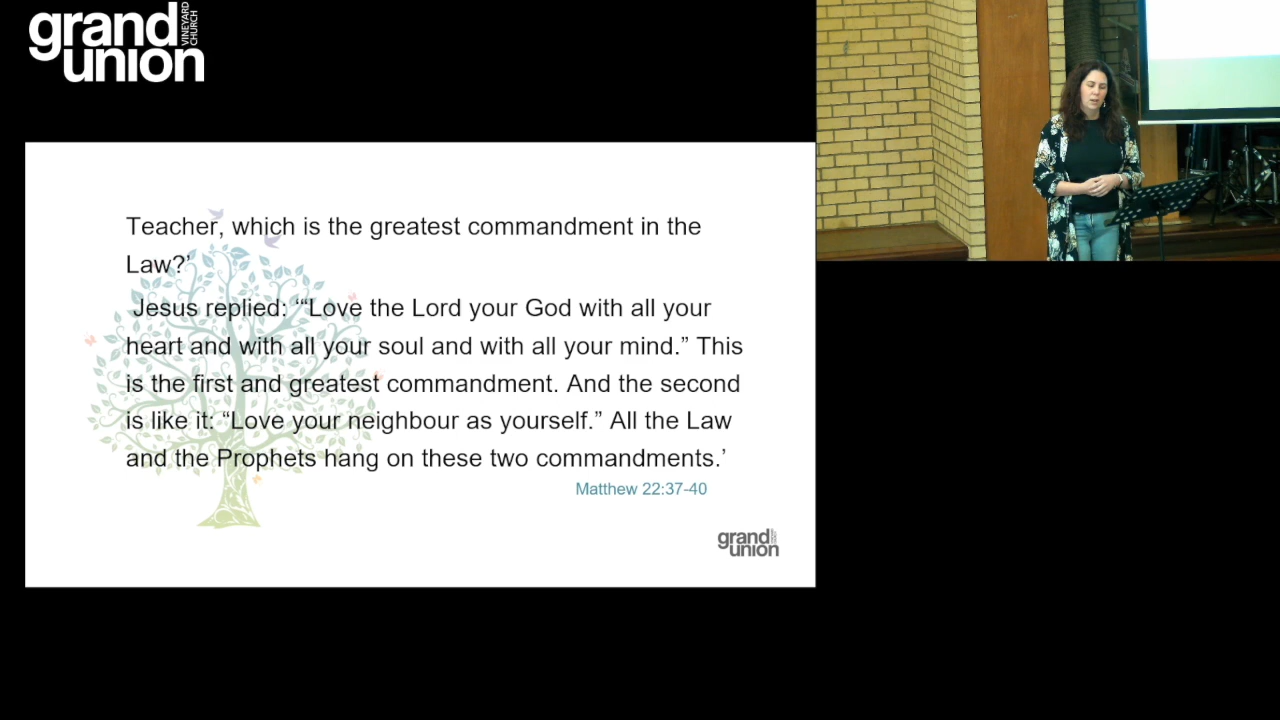 grand
union
VINEYARD
CHURCH
Teacher, which is the greatest commandment in the
Law?’
Jesus replied: ‘“Love the Lord your God with all your
heart and with all your soul and with all your mind.” This
is the first and greatest commandment. And the second
is like it: “Love your neighbour as yourself.” All the Law
and the Prophets hang on these two commandments.’
Matthew 22:37-40
grand
union